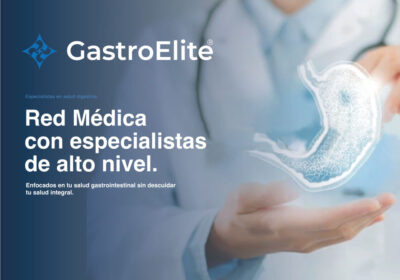 GastroElite®
Especialistas en salud digestiva
Red Médica
con especialistas
de alto nivel.
Enfocados en tu salud gastrointestinal sin descuidar
tu salud integral.